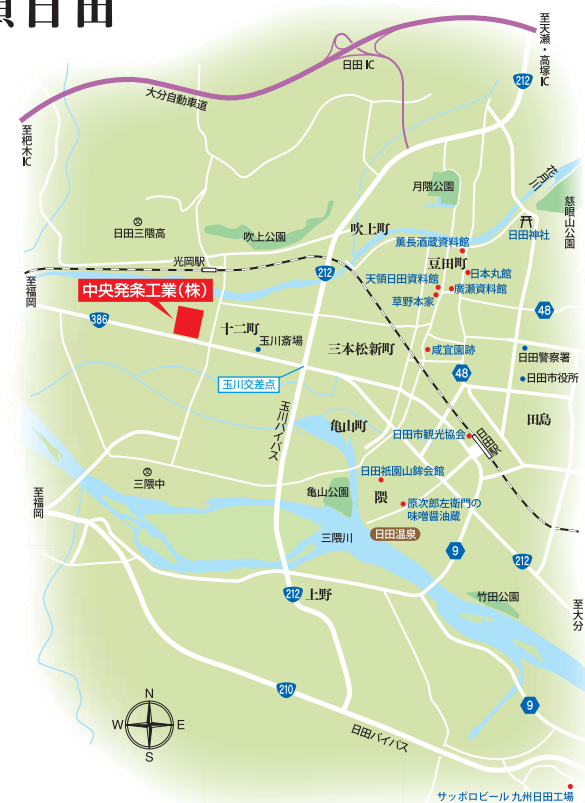 日田
至天瀬・高塚IC
日田IC
212
大分自動車道
至杷木IC
花月川
慈眼山公園
月隈公園
日田三隈高
吹上公園
吹上町
日田神社
薫長酒蔵資料館
豆田町
光岡駅
212
日本丸館
天領日田資料館
廣瀬資料館
草野本家
至福岡
中央発条工業(株)
48
386
十二町
玉川斎場
三本松新町
咸宜園跡
日田警察署
48
日田市役所
玉川交差点
玉川バイパス
亀山町
田島
日田市観光協会
日田駅
三隈中
日田祇園山鉾会館
至福岡
亀山公園
隈
原次郎左衛門の
味噌醤油蔵
三隈川
日田温泉
9
212
212
上野
竹田公園
至大分
210
9
N
W
E
S
日田バイパス
サッポロビール 九州日田工場